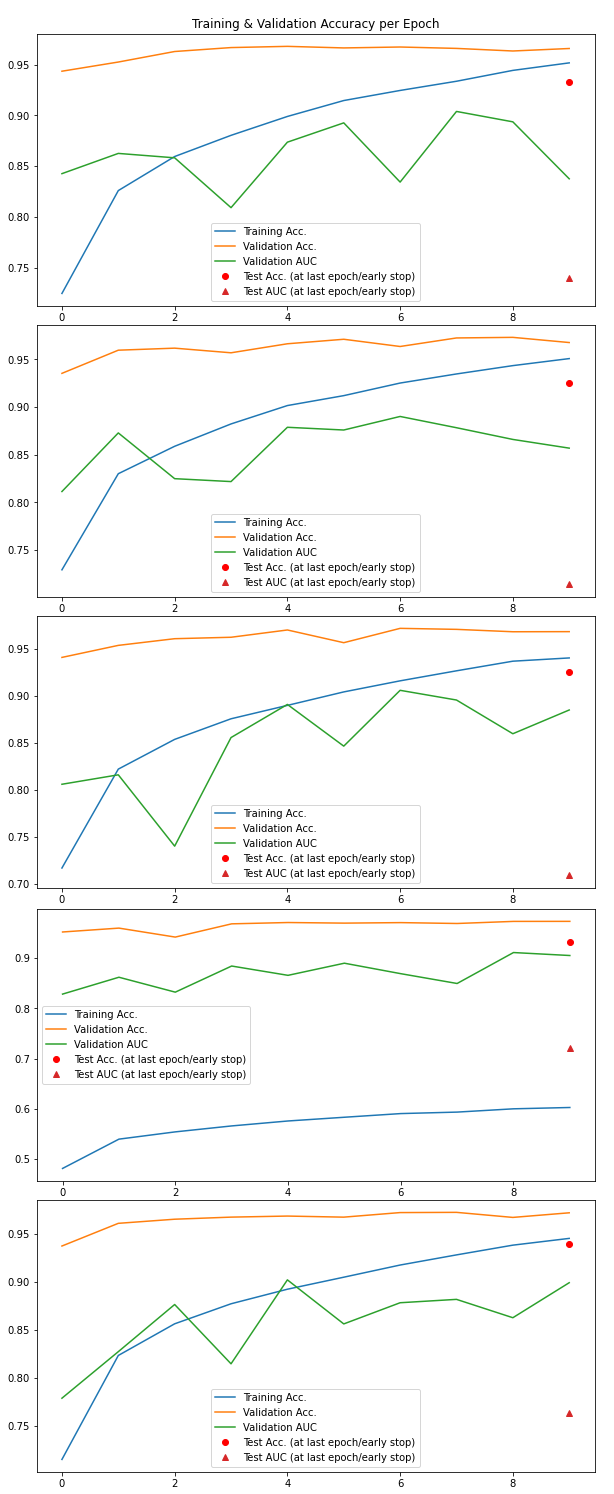 Training & Validation Accuracy per Epoch
0.95
0.90
0.85
0.80
0.75
Training Acc.
Validation Acc.
Validation AUC
Test Acc. (at last epoch/early stop)
Test AUC (at last epoch/early stop)
0 2 4 6 8
0.95
0.90
0.85
0.80
0.75
Training Acc.
Validation Acc.
Validation AUC
Test Acc. (at last epoch/early stop)
Test AUC (at last epoch/early stop)
0 2 4 6 8
0.95
0.90
0.85
0.80
0.75
0.70
Training Acc.
Validation Acc.
Validation AUC
Test Acc. (at last epoch/early stop)
Test AUC (at last epoch/early stop)
0 2 4 6 8
0.9
0.8
0.7
0.6
0.5
Training Acc.
Validation Acc.
Validation AUC
Test Acc. (at last epoch/early stop)
Test AUC (at last epoch/early stop)
0 2 4 6 8
0.95
0.90
0.85
0.80
0.75
Training Acc.
Validation Acc.
Validation AUC
Test Acc. (at last epoch/early stop)
Test AUC (at last epoch/early stop)
0 2 4 6 8